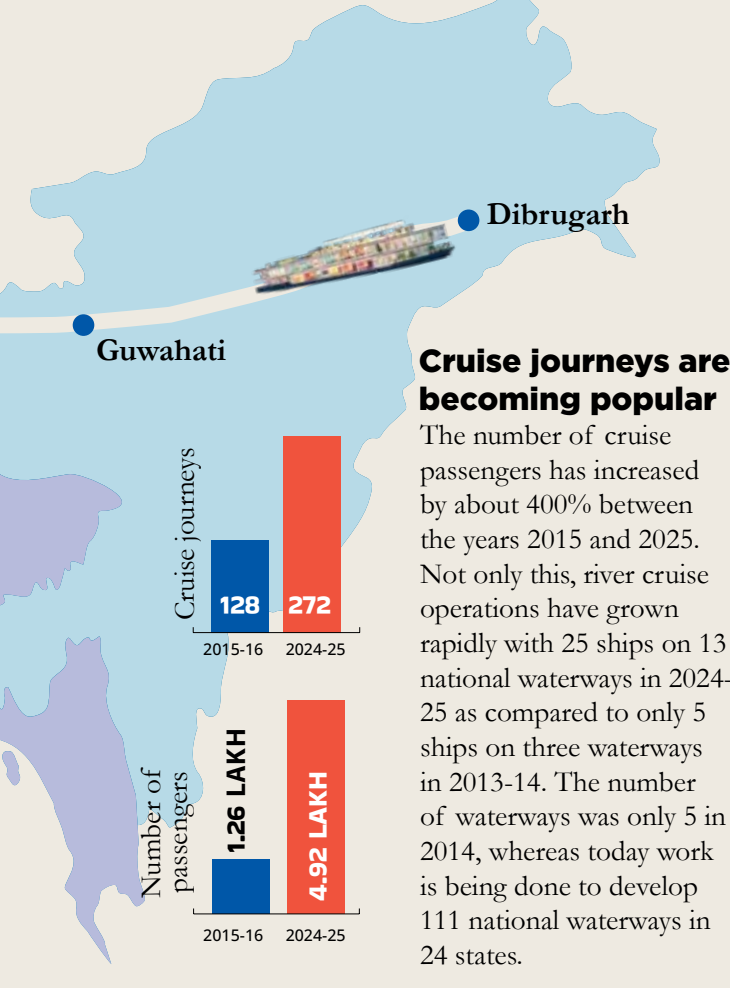 Dibrugarh
Guwahati
Cruise journeys are
becoming popular
The number of cruise
passengers has increased
by about 400% between
the years 2015 and 2025.
Not only this, river cruise
operations have grown
rapidly with 25 ships on 13
national waterways in 2024-
25 as compared to only 5
ships on three waterways
in 2013-14. The number
of waterways was only 5 in
2014, whereas today work
is being done to develop
111 national waterways in
24 states.
Cruise journeys
128
272
2015-16
2024-25
Number of
passengers
1.26 LAKH
4.92 LAKH
2015-16
2024-25